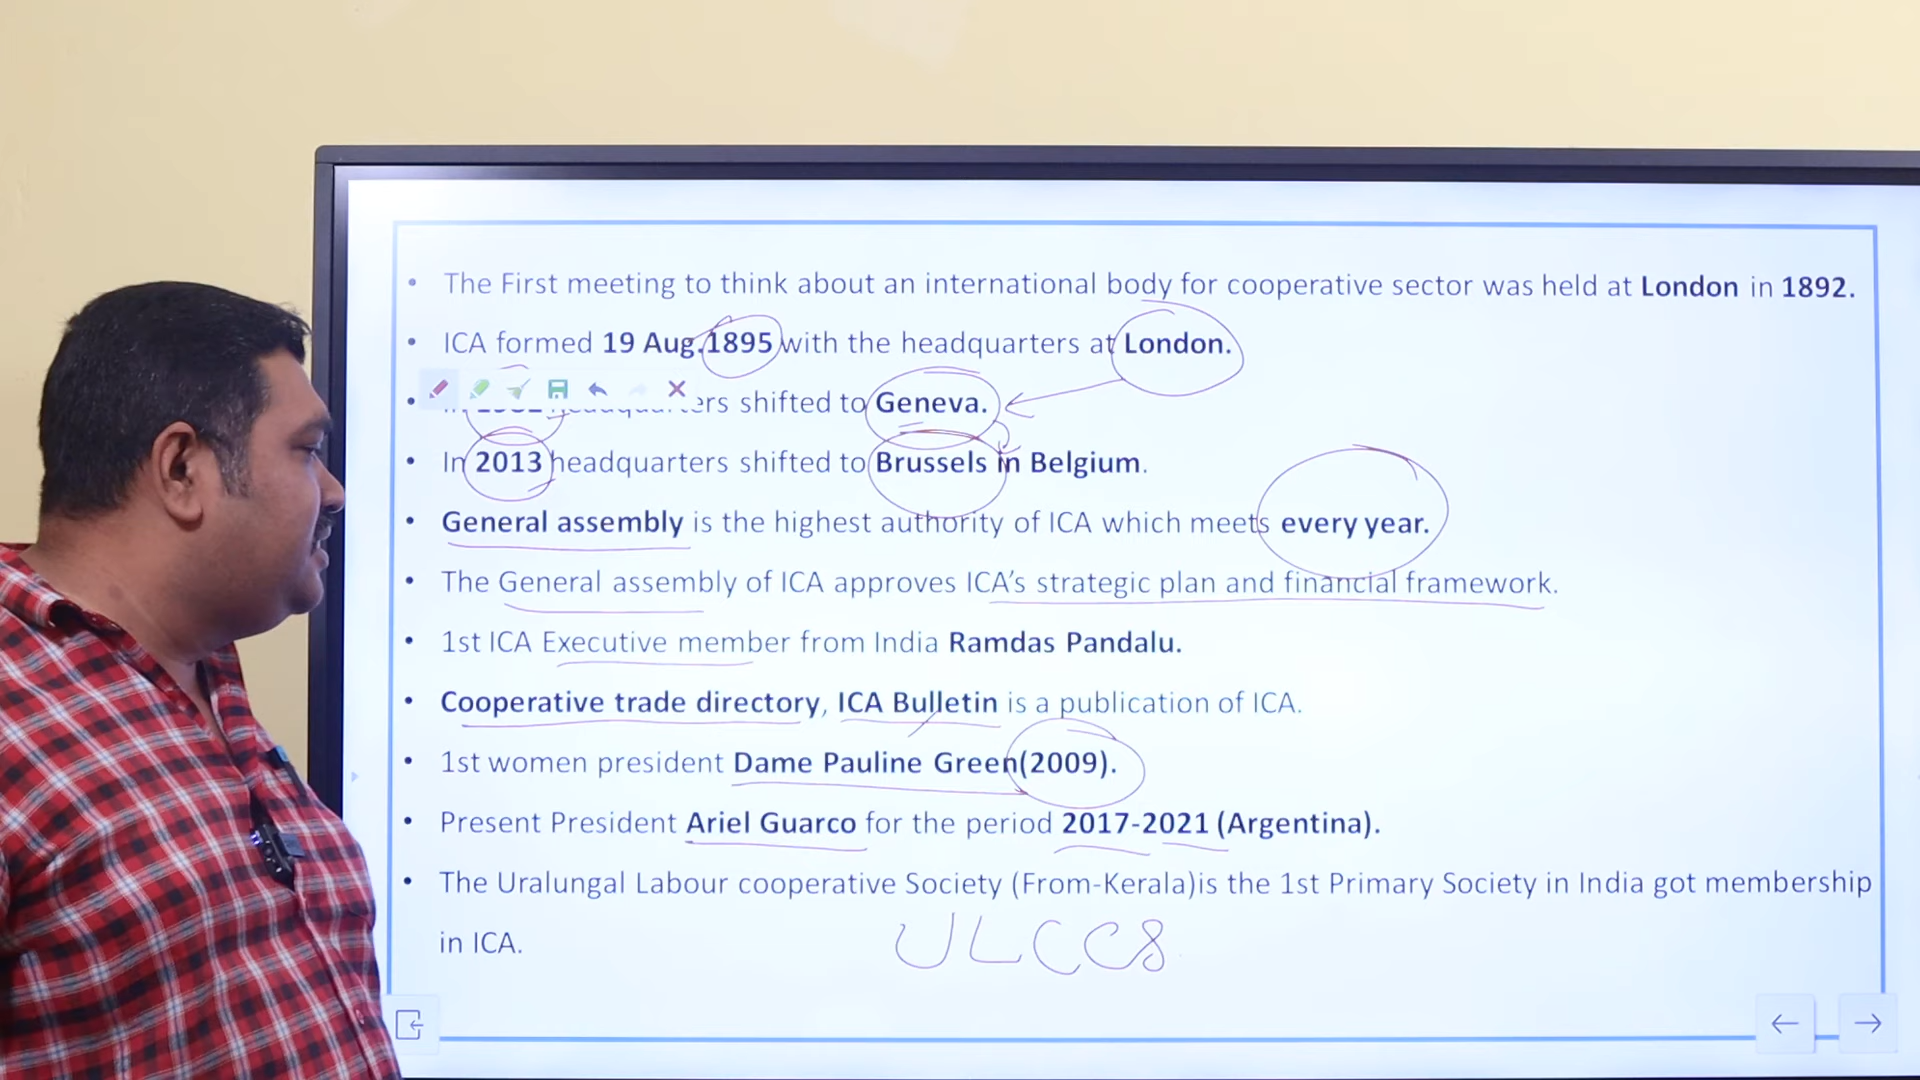 • The First meeting to think about an international body for cooperative sector was held at London in 1892.
• ICA formed 19 Aug.1895 with the headquarters at London.
• shifted to Geneva.
• In 2013 headquarters shifted to Brussels in Belgium.
• General assembly is the highest authority of ICA which meets every year.
• The General assembly of ICA approves ICA’s strategic plan and financial framework.
• 1st ICA Executive member from India Ramdas Pandalu.
• Cooperative trade directory, ICA Bulletin is a publication of ICA.
• 1st women president Dame Pauline Green(2009).
• Present President Ariel Guarco for the period 2017-2021 (Argentina).
• The Uralungal Labour cooperative Society (From-Kerala)is the 1st Primary Society in India got membership
in ICA.
ULCCS